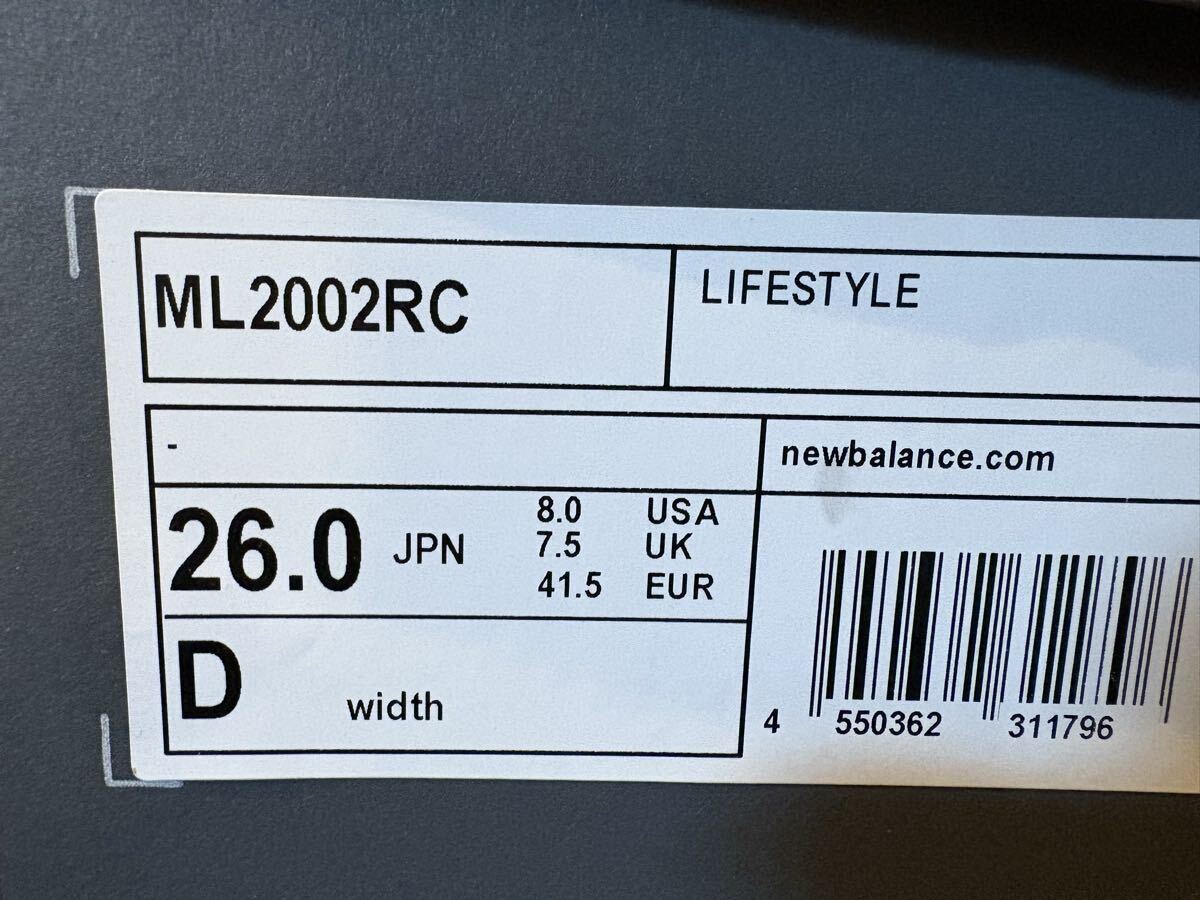 ML2002RC
LIFESTYLE
-
newbalance.com
26.0 JPN
8.0 USA
7.5 UK
41.5 EUR
D width
4 550362 311796